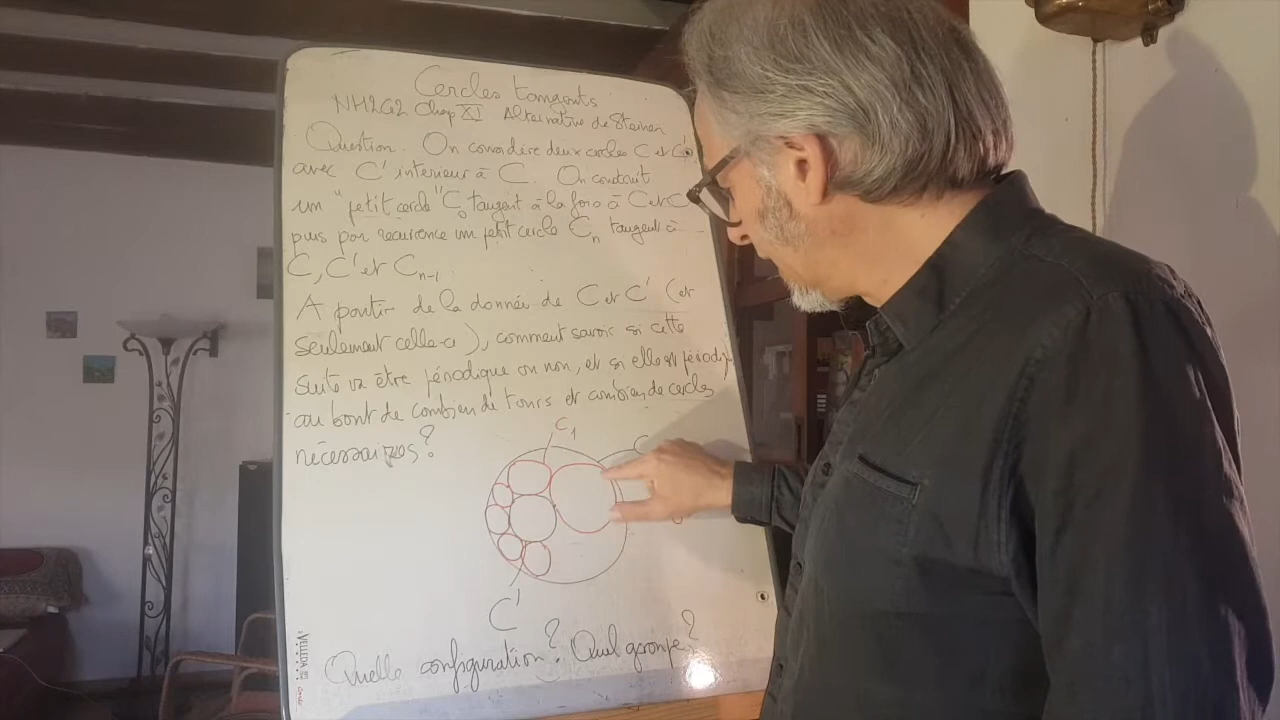 Cercles tangents
NH2G2 Chap XI Alternative de Steiner
Question. On considère deux cercles C et C'
avec C' intérieur à C. On construit
un "petit cercle" C₀ tangent à la fois à C et C
puis par récurrence un petit cercle Cₙ tangent à
C, C' et Cₙ₋₁.
A partir de la donnée de C et C' (et
seulement celle-ci), comment savoir si cette
suite va être périodique ou non, et si elle est périodi
au bout de combien de tours et combien de cercles
nécessaires?
C₁
C
C'
Quelle configuration? Quel groupe?
VELLEDA